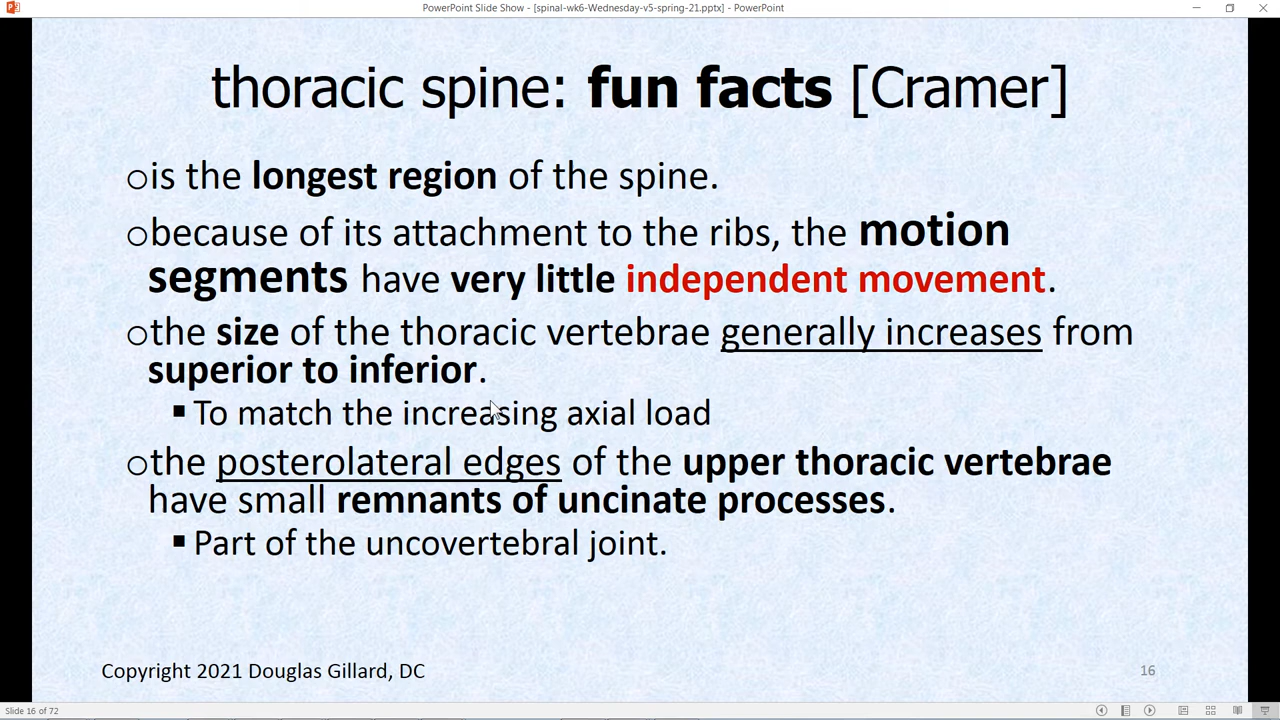 PowerPoint Slide Show - [spinal-wk6-Wednesday-v5-spring-21.pptx] - PowerPoint
thoracic spine: fun facts [Cramer]
○is the longest region of the spine.
○because of its attachment to the ribs, the motion
segments have very little independent movement.
○the size of the thoracic vertebrae generally increases from
superior to inferior.
▪ To match the increasing axial load
○the posterolateral edges of the upper thoracic vertebrae
have small remnants of uncinate processes.
▪ Part of the uncovertebral joint.
Copyright 2021 Douglas Gillard, DC
16
Slide 16 of 72